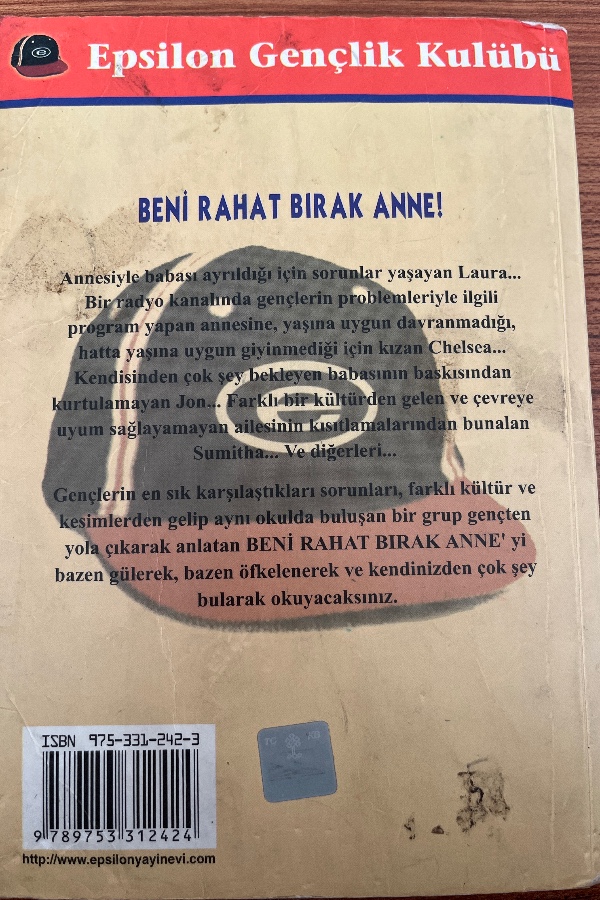 e Epsilon Gençlik Kulübü
BENİ RAHAT BIRAK ANNE!
Annesiyle babası ayrıldığı için sorunlar yaşayan Laura...
Bir radyo kanalında gençlerin problemleriyle ilgili
program yapan annesine, yaşına uygun davranmadığı,
hatta yaşına uygun giyinmediği için kızan Chelsea...
Kendisinden çok şey bekleyen babasının baskısından
kurtulamayan Jon... Farklı bir kültürden gelen ve çevreye
uyum sağlayamayan ailesinin kısıtlamalarından bunalan
Sumitha... Ve diğerleri...
Gençlerin en sık karşılaştıkları sorunları, farklı kültür ve
kesimlerden gelip aynı okulda buluşan bir grup gençten
yola çıkarak anlatan BENİ RAHAT BIRAK ANNE' yi
bazen gülerek, bazen öfkelenerek ve kendinizden çok şey
bularak okuyacaksınız.
e
ISBN 975-331-242-3
9 789753 312424
http://www.epsilonyayinevi.com
TC